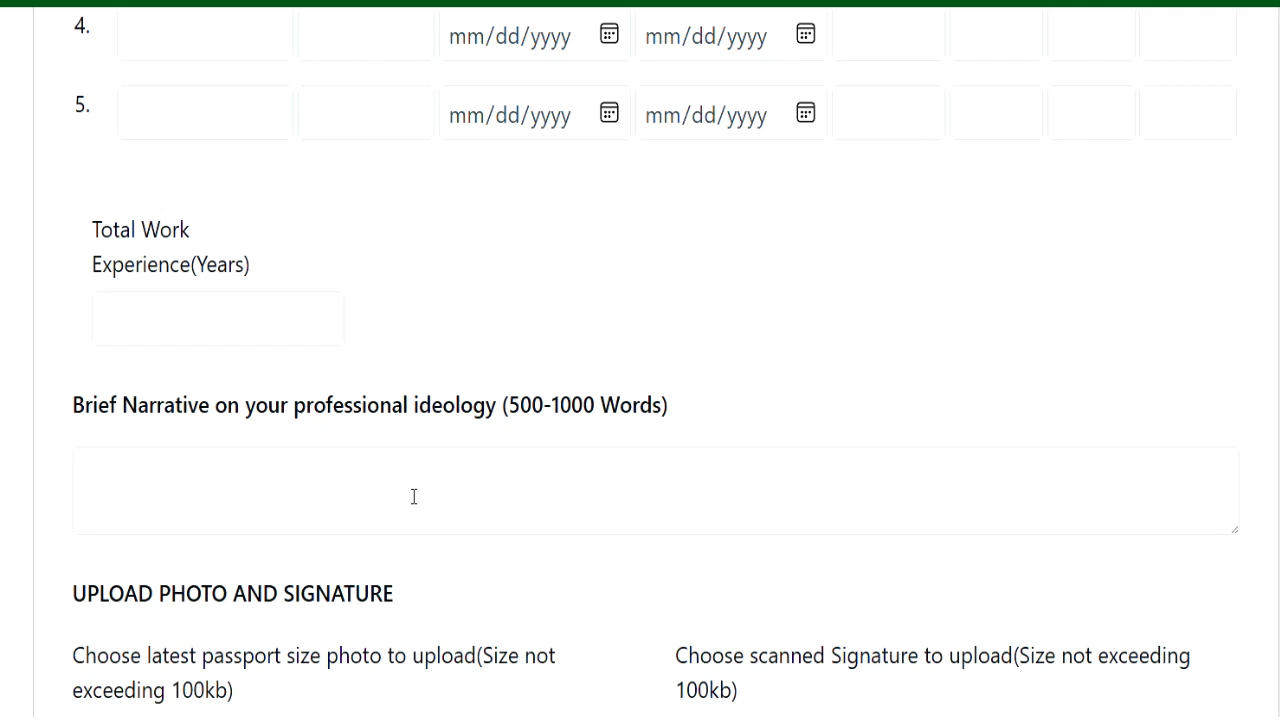 4.
mm/dd/yyyy mm/dd/yyyy
5.
mm/dd/yyyy mm/dd/yyyy
Total Work
Experience(Years)
Brief Narrative on your professional ideology (500-1000 Words)
UPLOAD PHOTO AND SIGNATURE
Choose latest passport size photo to upload(Size not
exceeding 100kb)
Choose scanned Signature to upload(Size not exceeding
100kb)